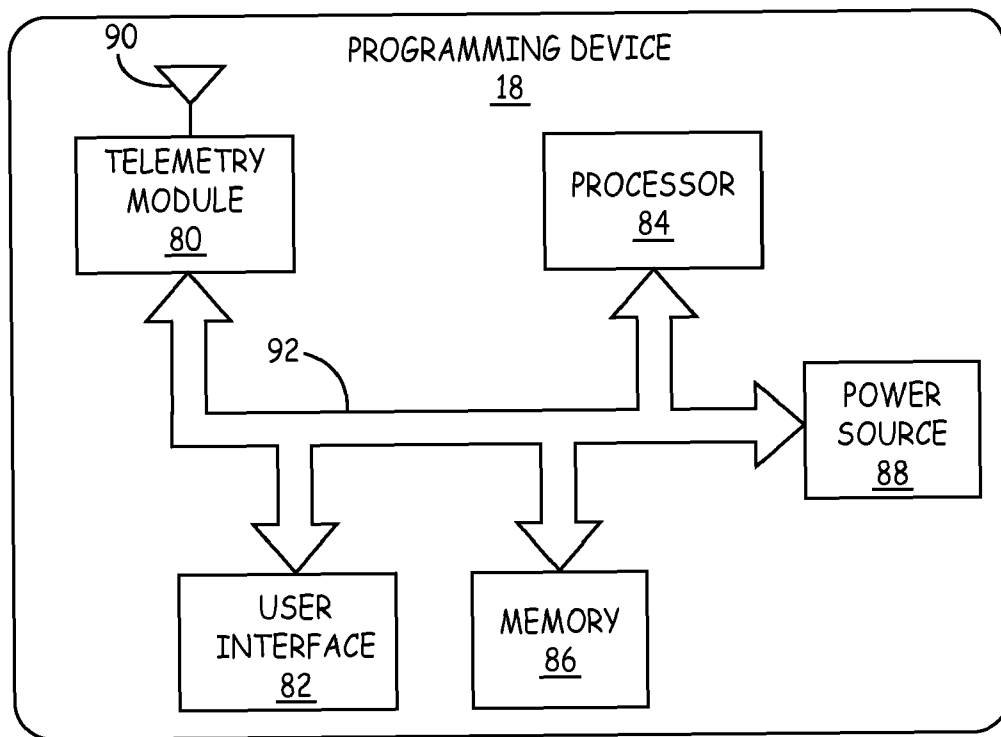 PROGRAMMING DEVICE
18
90
TELEMETRY
MODULE
80
PROCESSOR
84
92
POWER
SOURCE
88
USER
INTERFACE
82
MEMORY
86